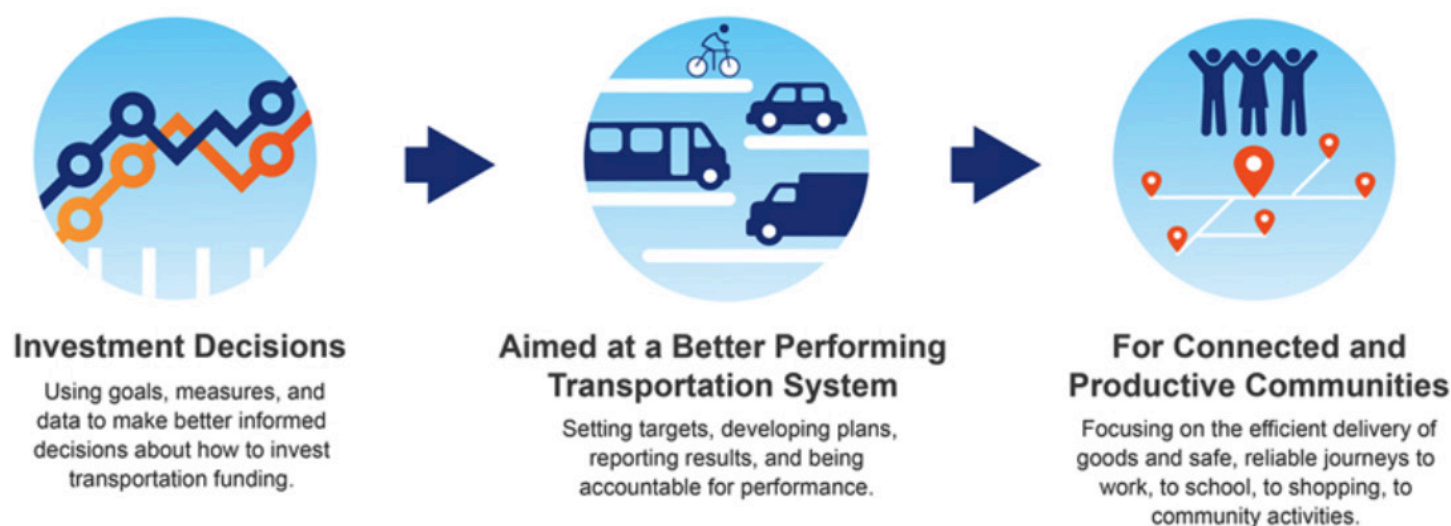 Investment Decisions
Using goals, measures, and
data to make better informed
decisions about how to invest
transportation funding.
Aimed at a Better Performing
Transportation System
Setting targets, developing plans,
reporting results, and being
accountable for performance.
For Connected and
Productive Communities
Focusing on the efficient delivery of
goods and safe, reliable journeys to
work, to school, to shopping, to
community activities.